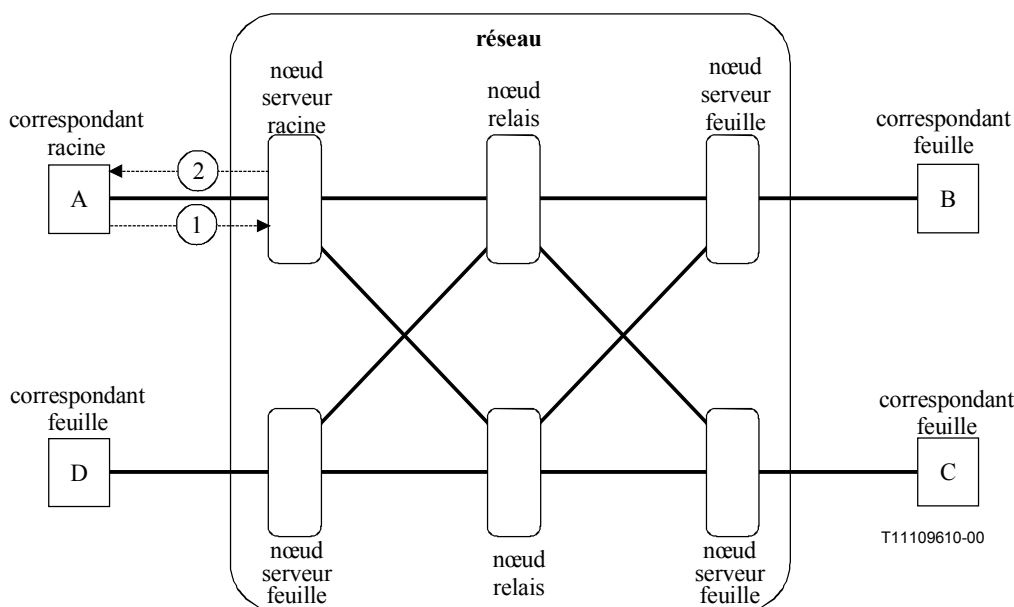 réseau
nœud
serveur
racine
nœud
relais
nœud
serveur
feuille
correspondant
racine
correspondant
feuille
A
2
1
B
correspondant
feuille
correspondant
feuille
D
C
T11109610-00
nœud
serveur
feuille
nœud
relais
nœud
serveur
feuille